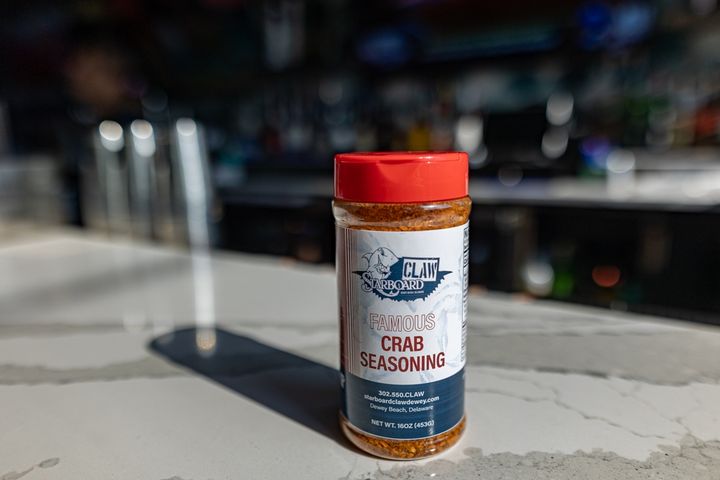 CLAW
STARBOARD
FAMOUS
CRAB
SEASONING
302.550.CLAW
starboardclawdewey.com
Dewey Beach, Delaware
NET WT. 16OZ (453G)